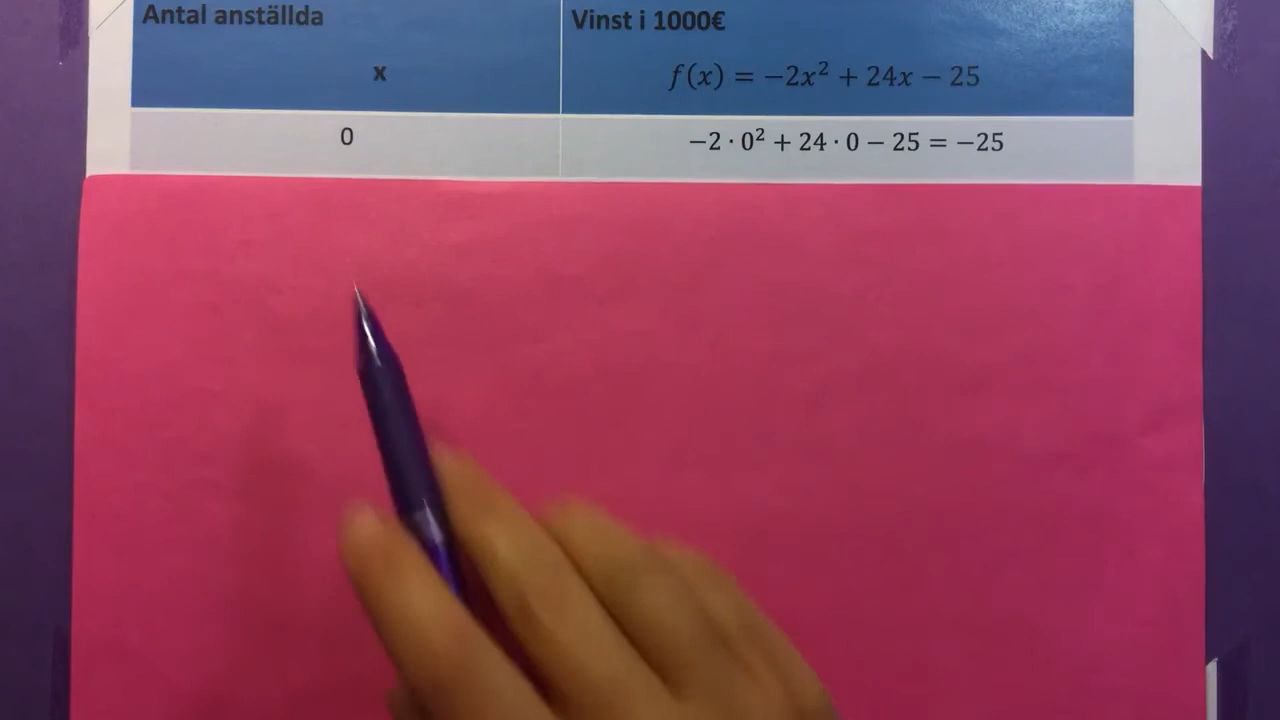 Antal anställda
x
Vinst i 1000€
f(x) = −2x² + 24x − 25
0
−2 · 0² + 24 · 0 − 25 = −25